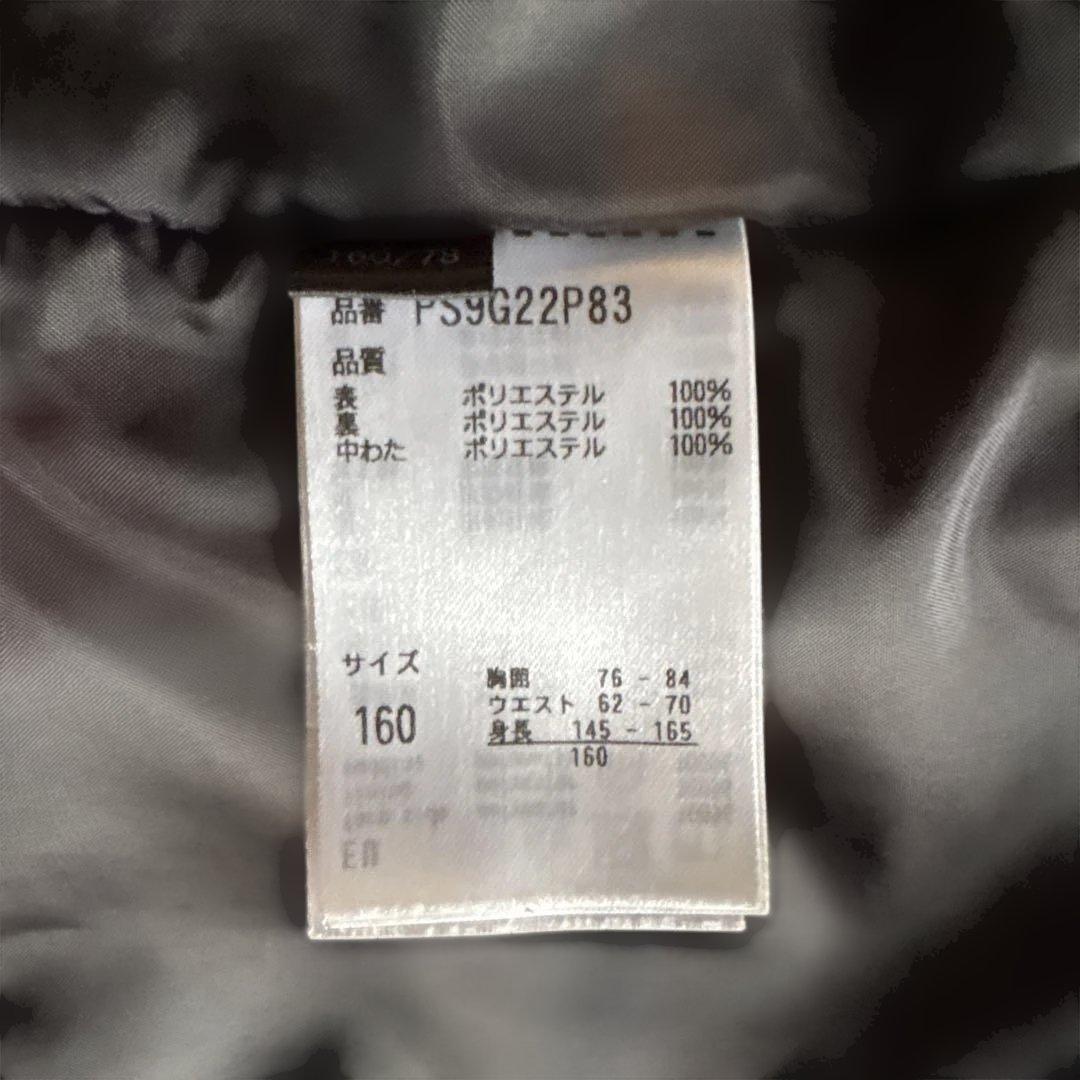 160/78
品番 PS9G22P83
品質
表 ポリエステル 100%
裏 ポリエステル 100%
中わた ポリエステル 100%
サイズ
160
胸囲 76 - 84
ウエスト 62 - 70
身長 145 - 165
160